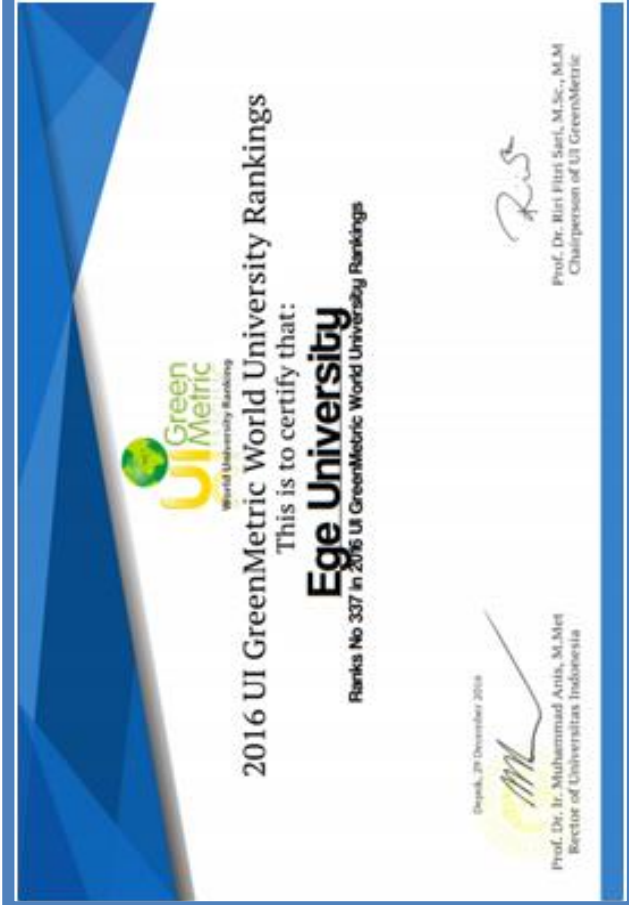 UI Green
Metric
World University Ranking
2016 UI GreenMetric World University Rankings
This is to certify that:
Ege University
Ranks No 337 in 2016 UI GreenMetric World University Rankings
Depok, 29 December 2016
Prof. Dr. Ir. Muhammad Anis, M.Met
Rector of Universitas Indonesia
Prof. Dr. Riri Fitri Sari, M.Sc., M.M
Chairperson of UI GreenMetric